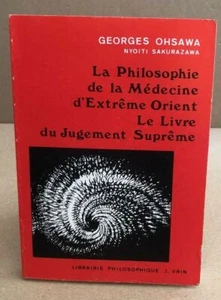 GEORGES OHSAWA
NYOITI SAKURAZAWA
La Philosophie
de la Médecine
d'Extrême Orient
Le Livre
du Jugement Suprême
LIBRAIRIE PHILOSOPHIQUE J. VRIN